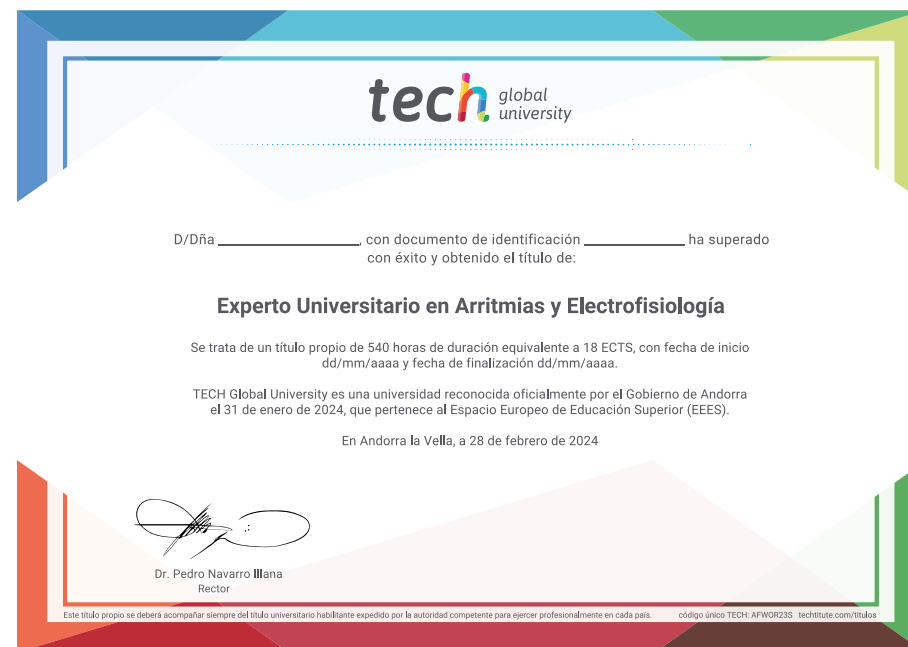 tech global university
D/Dña ______________, con documento de identificación __________ ha superado
con éxito y obtenido el título de:
Experto Universitario en Arritmias y Electrofisiología
Se trata de un título propio de 540 horas de duración equivalente a 18 ECTS, con fecha de inicio
dd/mm/aaaa y fecha de finalización dd/mm/aaaa.
TECH Global University es una universidad reconocida oficialmente por el Gobierno de Andorra
el 31 de enero de 2024, que pertenece al Espacio Europeo de Educación Superior (EEES).
En Andorra la Vella, a 28 de febrero de 2024
Dr. Pedro Navarro Illana
Rector
Este título propio se deberá acompañar siempre del título universitario habilitante expedido por la autoridad competente para ejercer profesionalmente en cada país. código único TECH: AFWOR23S techtitute.com/titulos